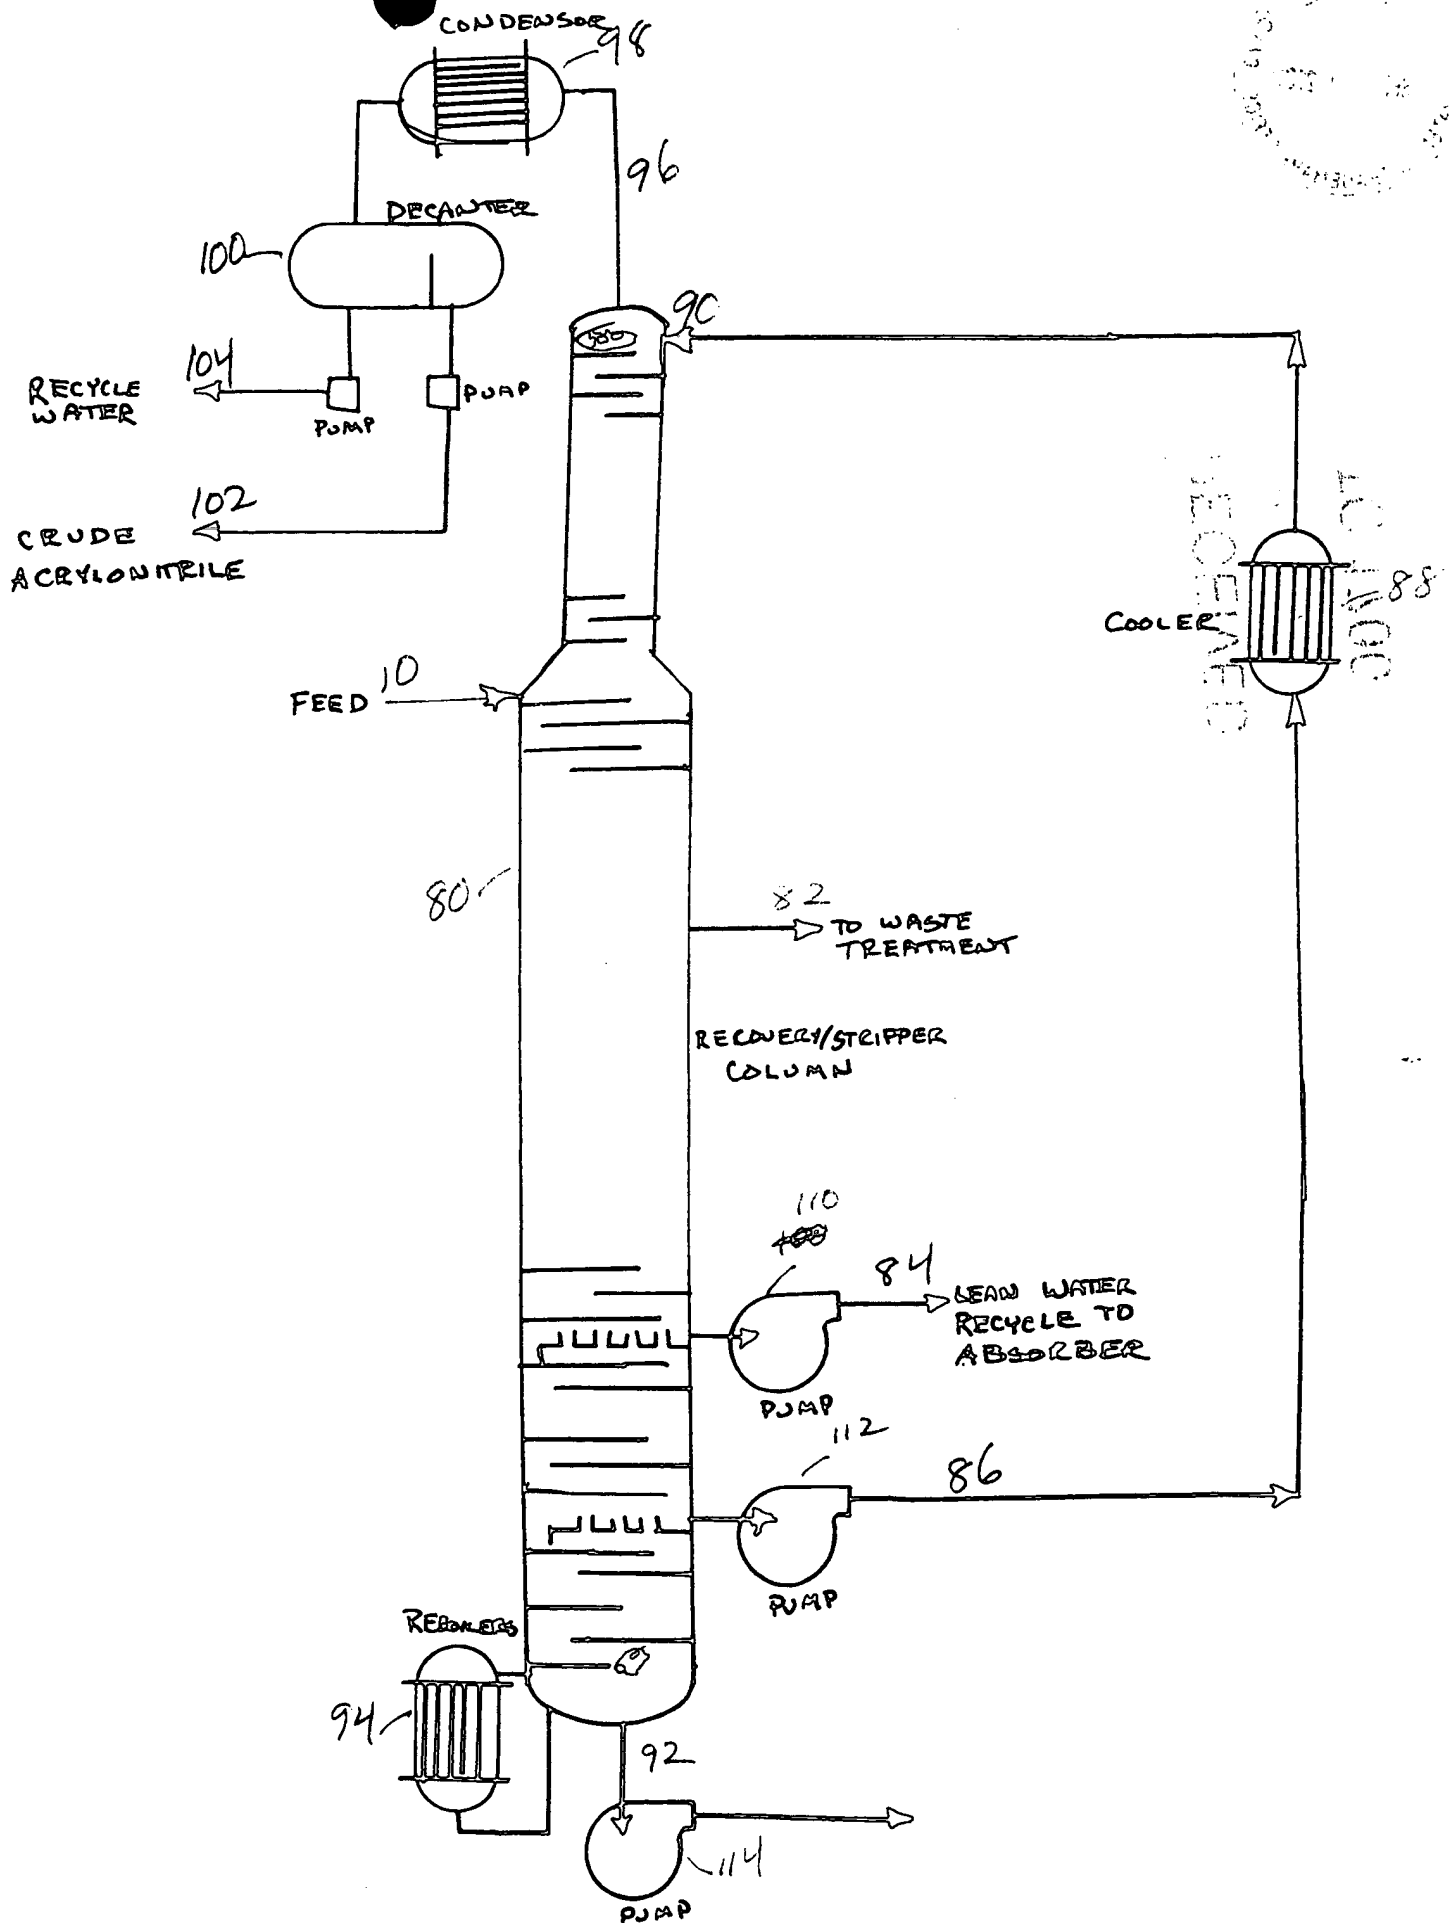 CONDENSOR
98
96
DECANTER
100
90
104
RECYCLE
WATER
PUMP
PUMP
102
CRUDE
ACRYLONITRILE
88
COOLER
RECEIVED
10
FEED
80
82
TO WASTE
TREATMENT
RECOVERY/STRIPPER
COLUMN
110
84
LEAN WATER
RECYCLE TO
ABSORBER
PUMP
112
86
PUMP
REBOILERS
94
92
114
PUMP